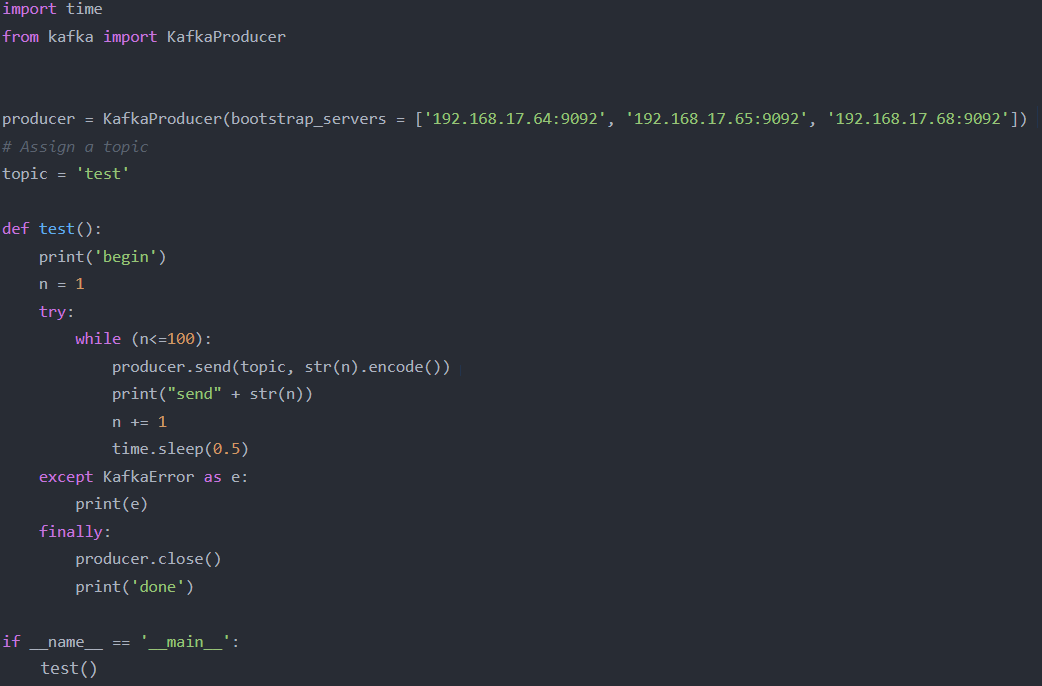 import time
from kafka import KafkaProducer
producer = KafkaProducer(bootstrap_servers = ['192.168.17.64:9092', '192.168.17.65:9092', '192.168.17.68:9092'])
# Assign a topic
topic = 'test'
def test():
    print('begin')
    n = 1
    try:
        while (n<=100):
            producer.send(topic, str(n).encode())
            print("send" + str(n))
            n += 1
            time.sleep(0.5)
    except KafkaError as e:
        print(e)
    finally:
        producer.close()
        print('done')
if __name__ == '__main__':
    test()